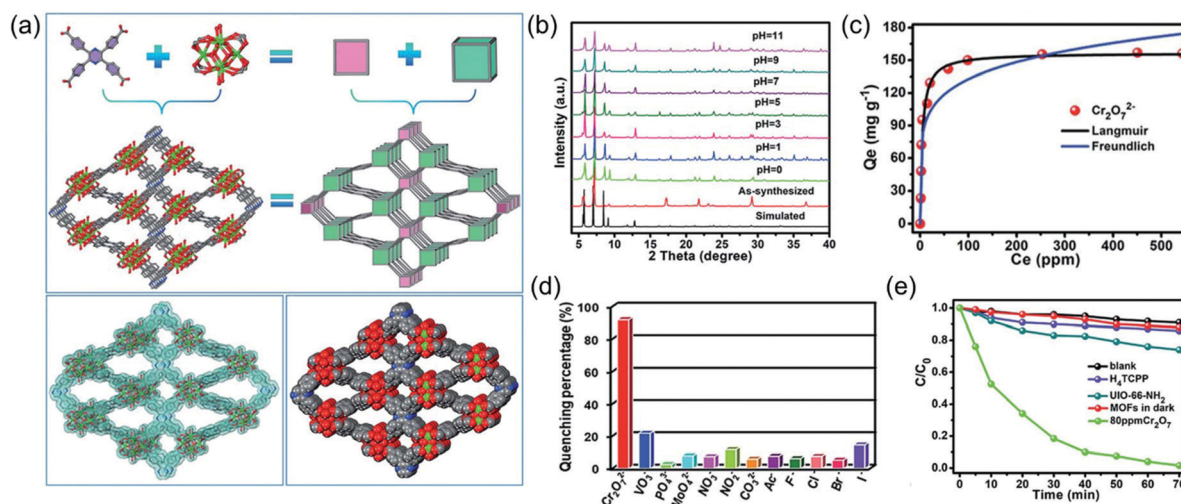 (a)
(b)
Intensity (a.u.)
pH=11
pH=9
pH=7
pH=5
pH=3
pH=1
pH=0
As-synthesized
Simulated
5 10 15 20 25 30 35 40
2 Theta (degree)
(c)
Qe (mg g⁻¹)
180
150
120
90
60
30
0
Cr₂O₇²⁻
Langmuir
Freundlich
0 100 200 300 400 500
Ce (ppm)
(d)
Quenching percentage (%)
100
80
60
40
20
0
Cr₂O₇²⁻ VO₃⁻ PO₄³⁻ MoO₄²⁻ NO₃⁻ NO₂⁻ CO₃²⁻ Ac⁻ F⁻ Cl⁻ Br⁻ I⁻
(e)
C/C₀
1.0
0.8
0.6
0.4
0.2
0.0
blank
H₄TCPP
UIO-66-NH₂
MOFs in dark
80ppmCr₂O₇
0 10 20 30 40 50 60 70
Time (min)